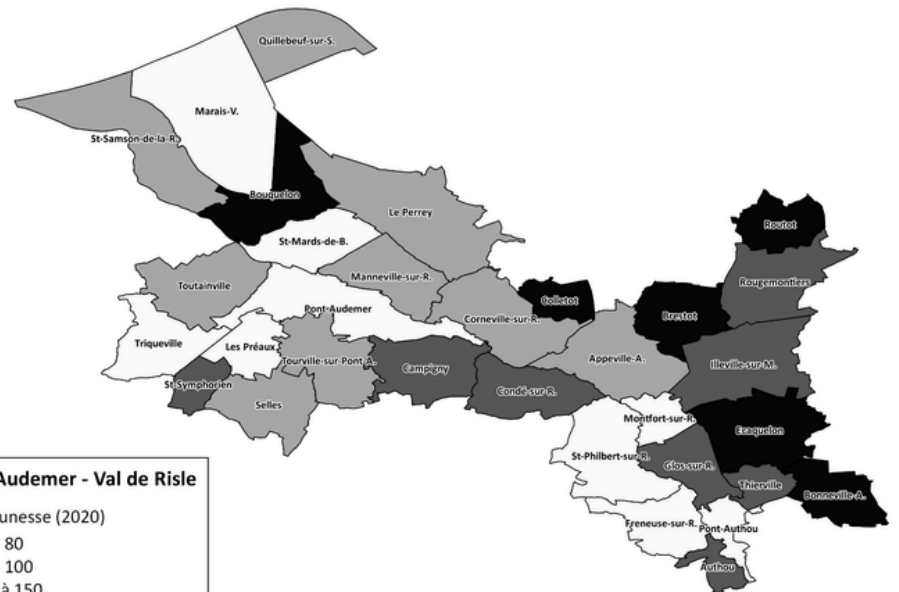 Quillebeuf-sur-S.
Marais-V.
St-Samson-de-la-R.
Bouquelon
Le Perrey
St-Mards-de-B.
Routot
Manneville-sur-R.
Rougemontiers
Toutainville
Colletot
Pont-Audemer
Corneville-sur-R.
Brestot
Triqueville
Les Préaux
Tourville-sur-Pont-A.
Appeville-A.
Illeville-sur-M.
Campigny
St-Symphorien
Condé-sur-R.
Selles
Montfort-sur-R.
Ecaquelon
St-Philbert-sur-R.
Glos-sur-R.
Thierville
Bonneville-A.
Freneuse-sur-R.
Pont-Authou
Authou
Audemer - Val de Risle
unesse (2020)
80
100
à 150